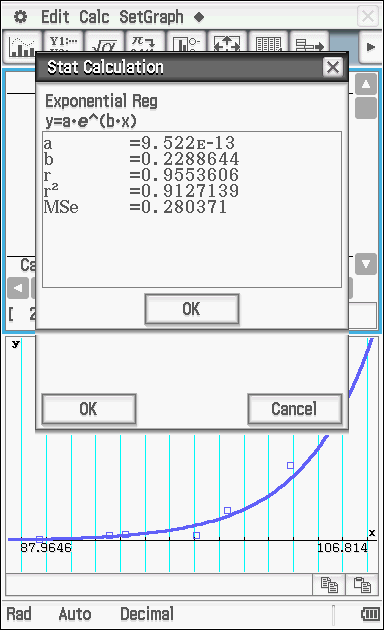 Edit Calc SetGraph
Y1:...
Stat Calculation
Exponential Reg
y=a·e^(b·x)
a =9.522E-13
b =0.2288644
r =0.9553606
r² =0.9127139
MSe =0.280371
Ca
OK
[ 2
OK Cancel
y
x
87.9646 106.814
Rad Auto Decimal